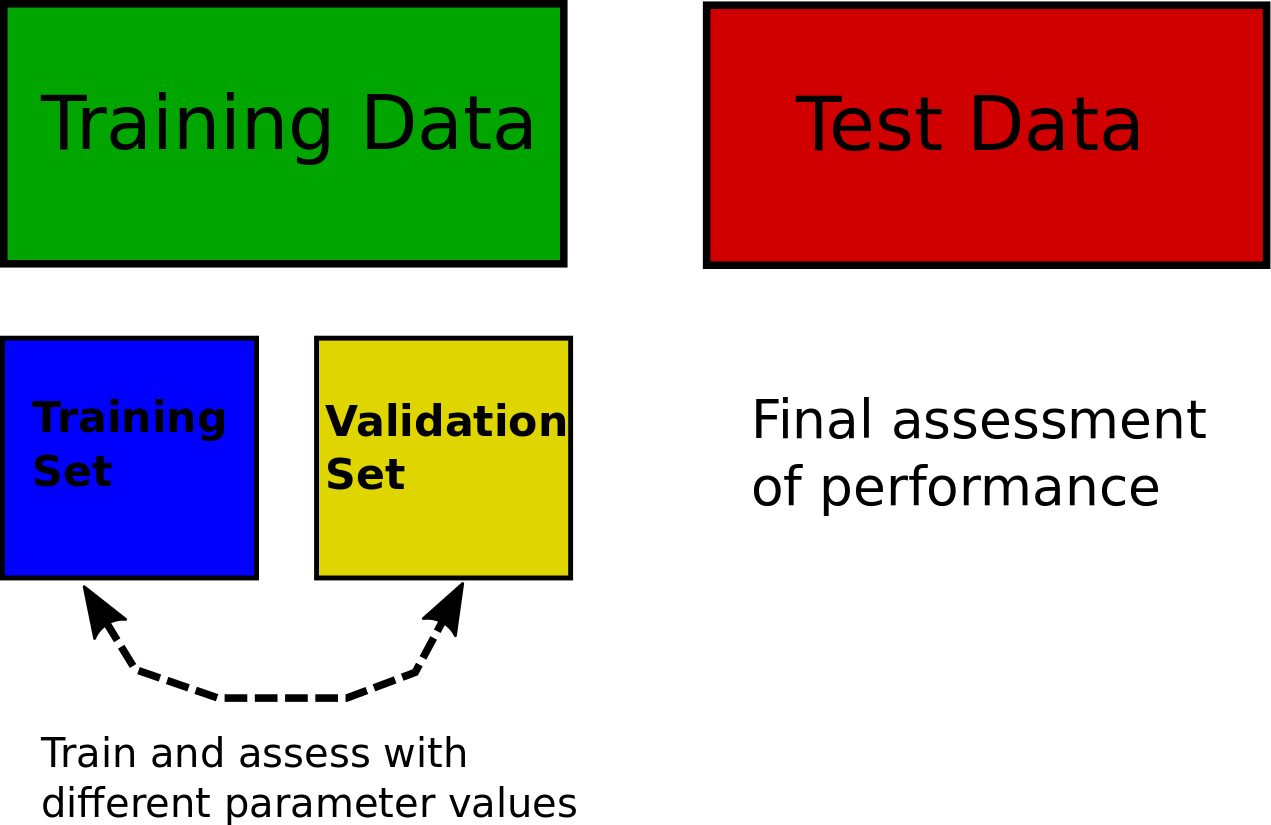 Training Data
Test Data
Training
Set
Validation
Set
Final assessment
of performance
Train and assess with
different parameter values